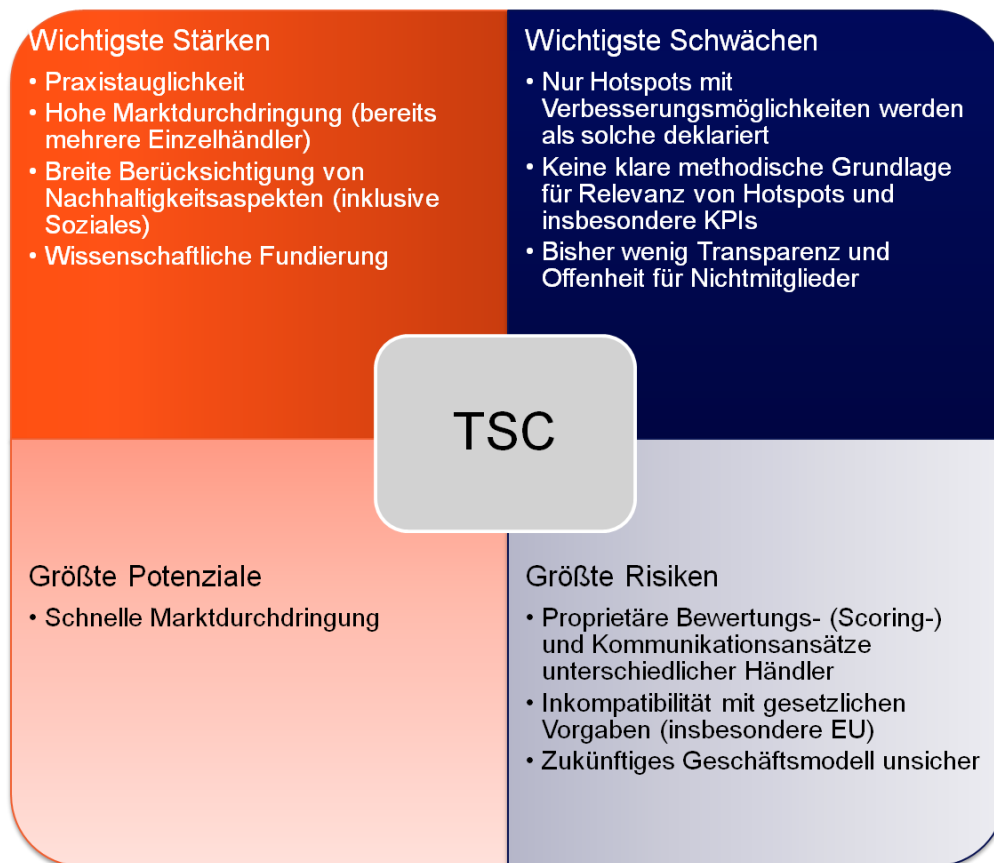 Wichtigste Stärken
• Praxistauglichkeit
• Hohe Marktdurchdringung (bereits
mehrere Einzelhändler)
• Breite Berücksichtigung von
Nachhaltigkeitsaspekten (inklusive
Soziales)
• Wissenschaftliche Fundierung
Wichtigste Schwächen
• Nur Hotspots mit
Verbesserungsmöglichkeiten werden
als solche deklariert
• Keine klare methodische Grundlage
für Relevanz von Hotspots und
insbesondere KPIs
• Bisher wenig Transparenz und
Offenheit für Nichtmitglieder
TSC
Größte Potenziale
• Schnelle Marktdurchdringung
Größte Risiken
• Proprietäre Bewertungs- (Scoring-)
und Kommunikationsansätze
unterschiedlicher Händler
• Inkompatibilität mit gesetzlichen
Vorgaben (insbesondere EU)
• Zukünftiges Geschäftsmodell unsicher